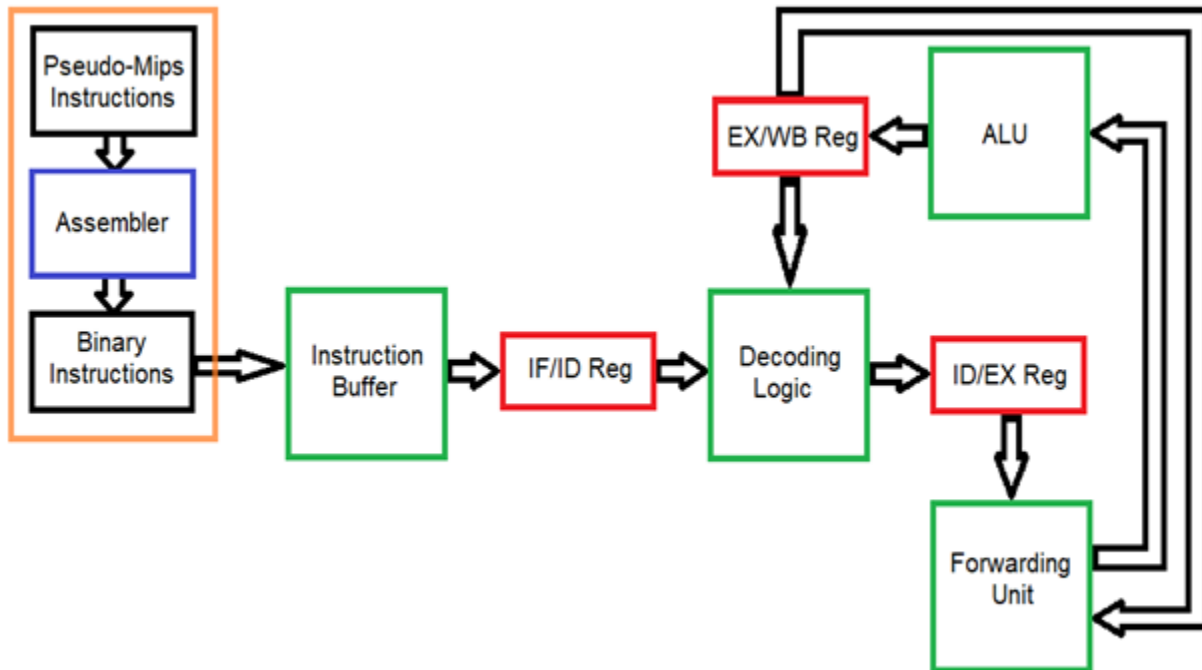 Pseudo-Mips
Instructions
Assembler
Binary
Instructions
Instruction
Buffer
IF/ID Reg
EX/WB Reg
ALU
Decoding
Logic
ID/EX Reg
Forwarding
Unit